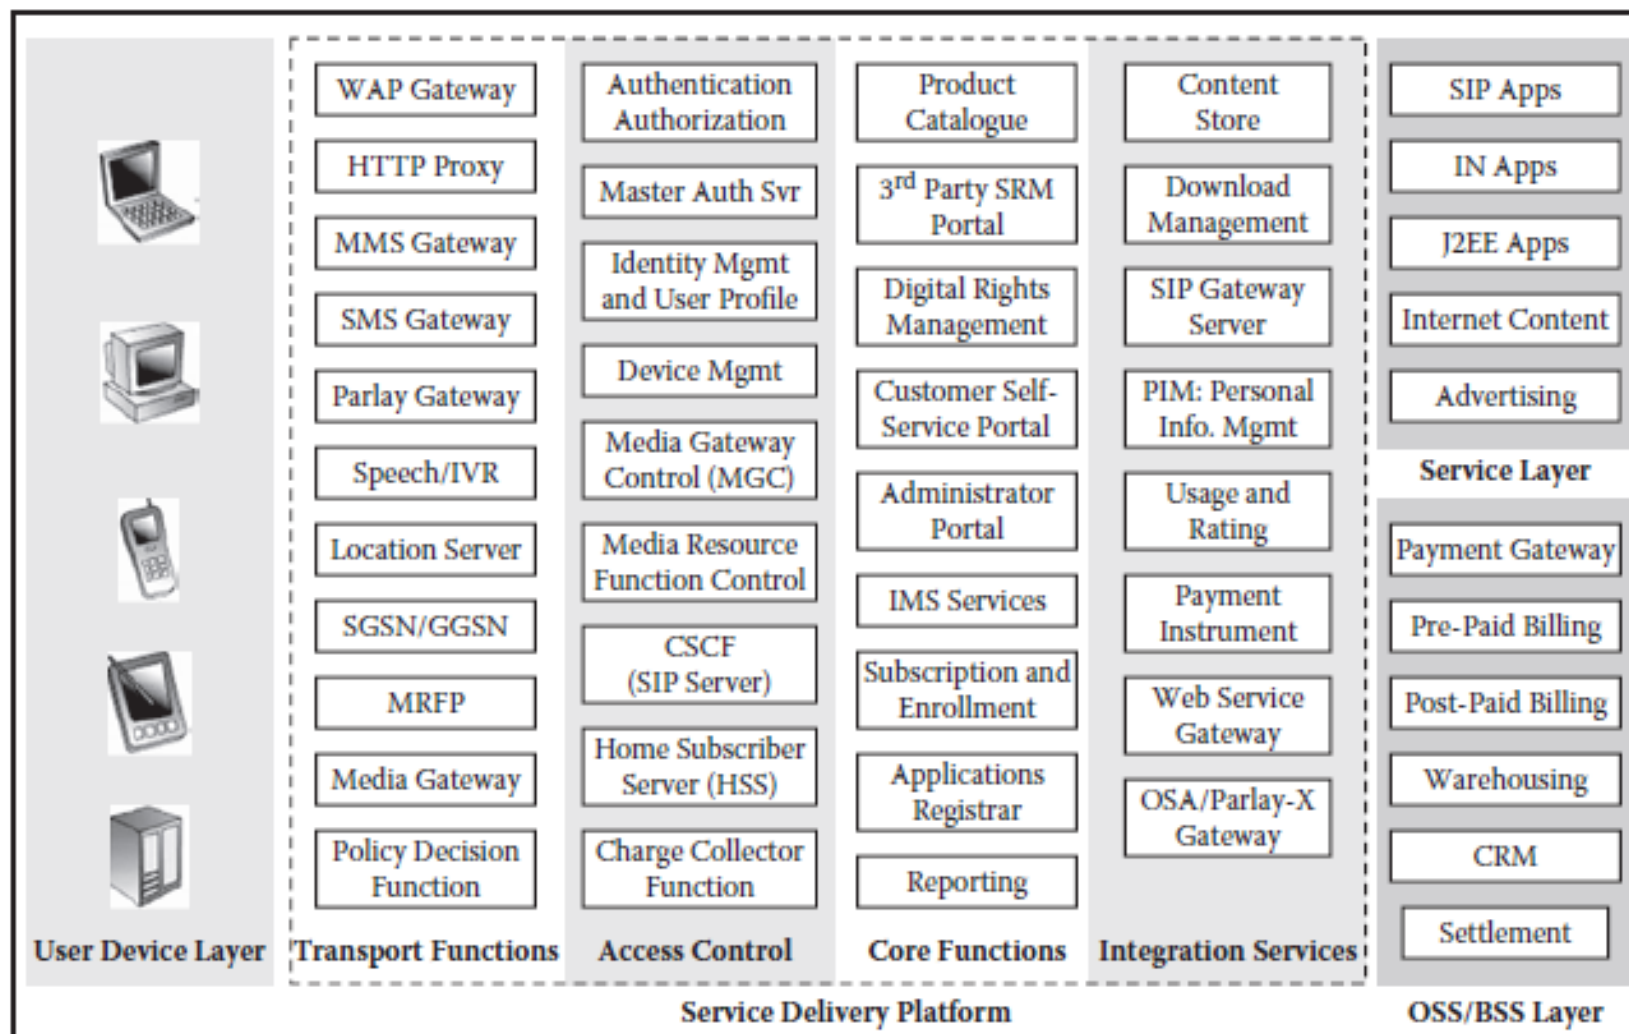 WAP Gateway
HTTP Proxy
MMS Gateway
SMS Gateway
Parlay Gateway
Speech/IVR
Location Server
SGSN/GGSN
MRFP
Media Gateway
Policy Decision
Function
Authentication
Authorization
Master Auth Svr
Identity Mgmt
and User Profile
Device Mgmt
Media Gateway
Control (MGC)
Media Resource
Function Control
CSCF
(SIP Server)
Home Subscriber
Server (HSS)
Charge Collector
Function
Product
Catalogue
3rd Party SRM
Portal
Digital Rights
Management
Customer Self-
Service Portal
Administrator
Portal
IMS Services
Subscription and
Enrollment
Applications
Registrar
Reporting
Content
Store
Download
Management
SIP Gateway
Server
PIM: Personal
Info. Mgmt
Usage and
Rating
Payment
Instrument
Web Service
Gateway
OSA/Parlay-X
Gateway
SIP Apps
IN Apps
J2EE Apps
Internet Content
Advertising
Service Layer
Payment Gateway
Pre-Paid Billing
Post-Paid Billing
Warehousing
CRM
Settlement
User Device Layer
Transport Functions
Access Control
Core Functions
Integration Services
Service Delivery Platform
OSS/BSS Layer